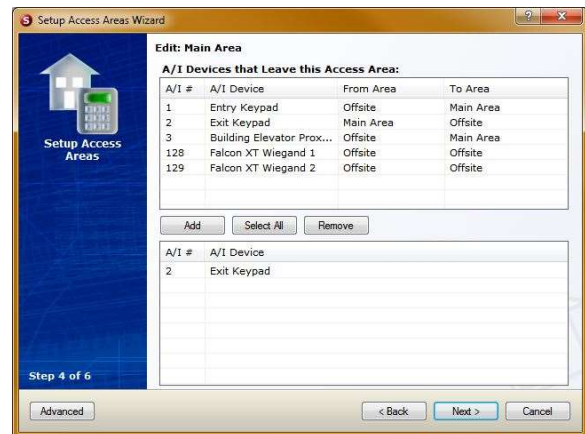 Setup Access Areas Wizard
Edit: Main Area
A/I Devices that Leave this Access Area:
A/I # A/I Device From Area To Area
1 Entry Keypad Offsite Main Area
2 Exit Keypad Main Area Offsite
3 Building Elevator Prox... Offsite Main Area
128 Falcon XT Wiegand 1 Offsite Offsite
129 Falcon XT Wiegand 2 Offsite Offsite
Setup Access
Areas
Add Select All Remove
A/I # A/I Device
2 Exit Keypad
Step 4 of 6
Advanced < Back Next > Cancel